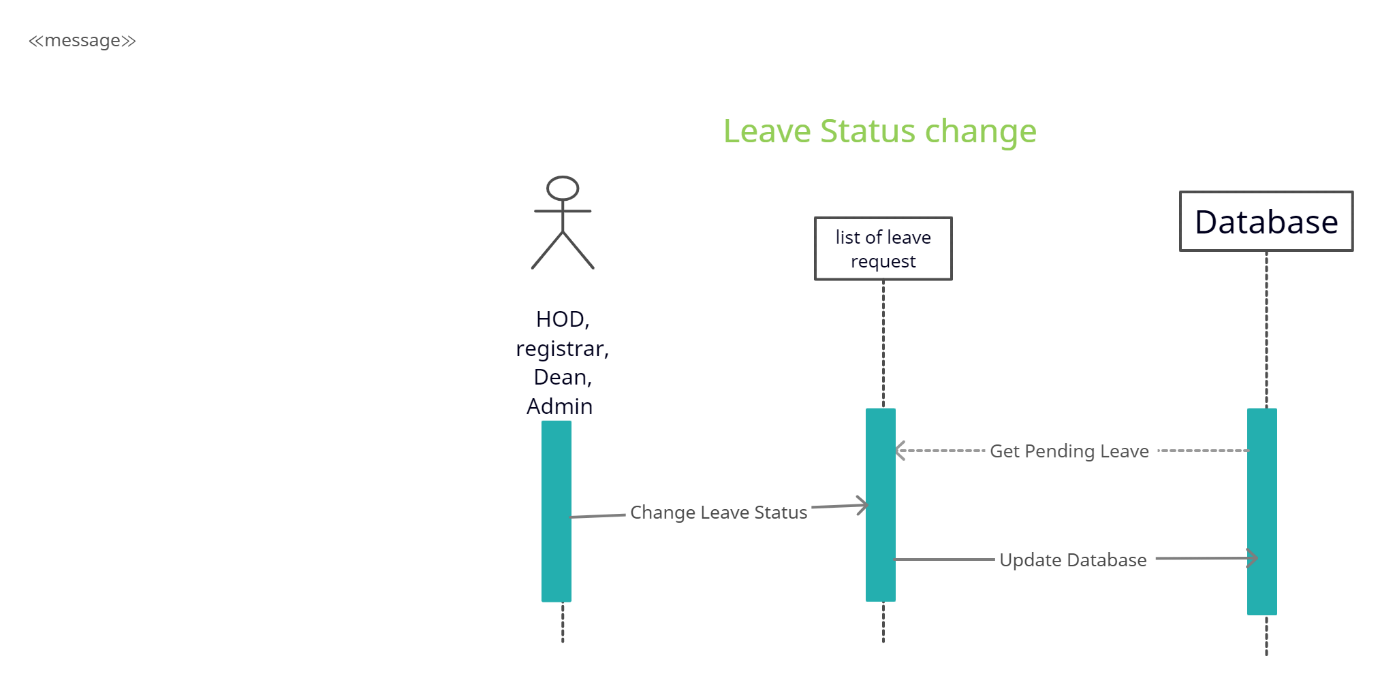 ≪message≫
Leave Status change
Database
list of leave
request
HOD,
registrar,
Dean,
Admin
Get Pending Leave
Change Leave Status
Update Database